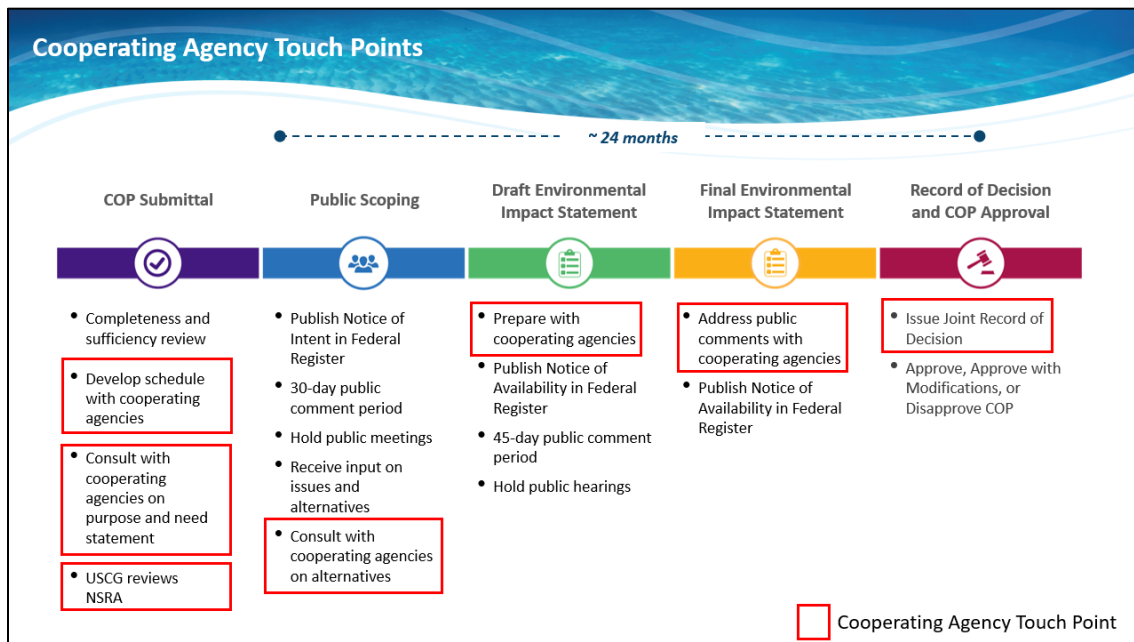 Cooperating Agency Touch Points
~ 24 months
COP Submittal
Public Scoping
Draft Environmental
Impact Statement
Final Environmental
Impact Statement
Record of Decision
and COP Approval
• Completeness and
sufficiency review
• Develop schedule
with cooperating
agencies
• Consult with
cooperating
agencies on
purpose and need
statement
• USCG reviews
NSRA
• Publish Notice of
Intent in Federal
Register
• 30-day public
comment period
• Hold public meetings
• Receive input on
issues and
alternatives
• Consult with
cooperating agencies
on alternatives
• Prepare with
cooperating agencies
• Publish Notice of
Availability in Federal
Register
• 45-day public comment
period
• Hold public hearings
• Address public
comments with
cooperating agencies
• Publish Notice of
Availability in Federal
Register
• Issue Joint Record of
Decision
• Approve, Approve with
Modifications, or
Disapprove COP
Cooperating Agency Touch Point